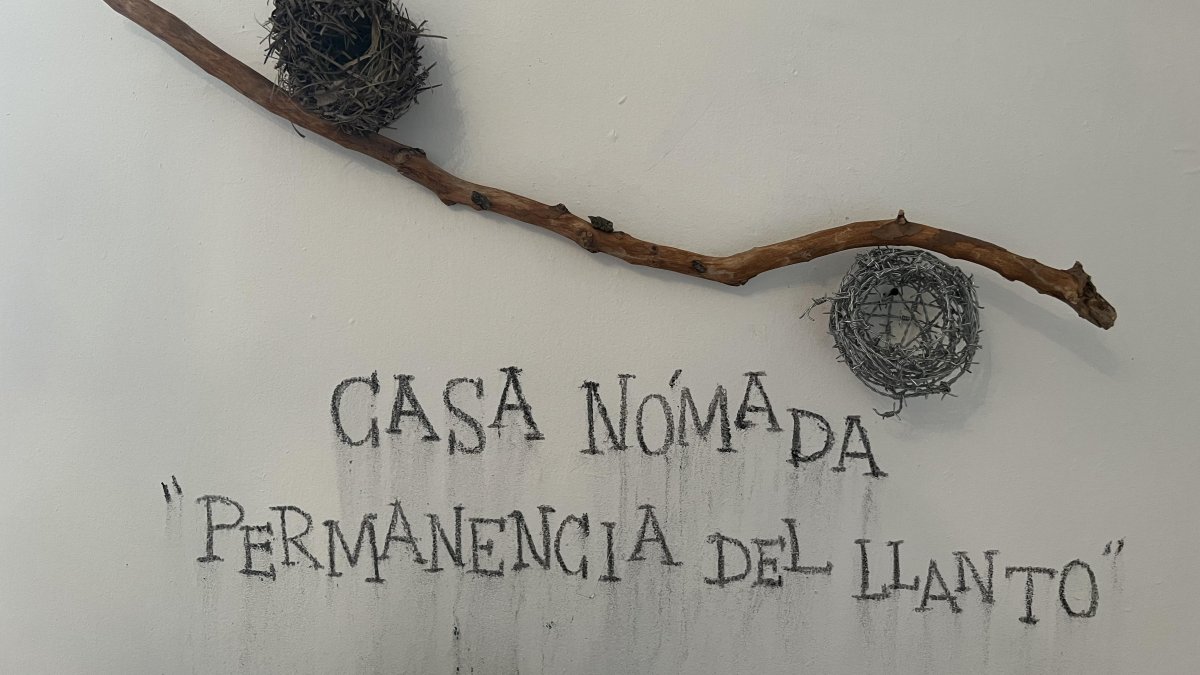 CASA NÓMADA
"PERMANENCIA DEL LLANTO"